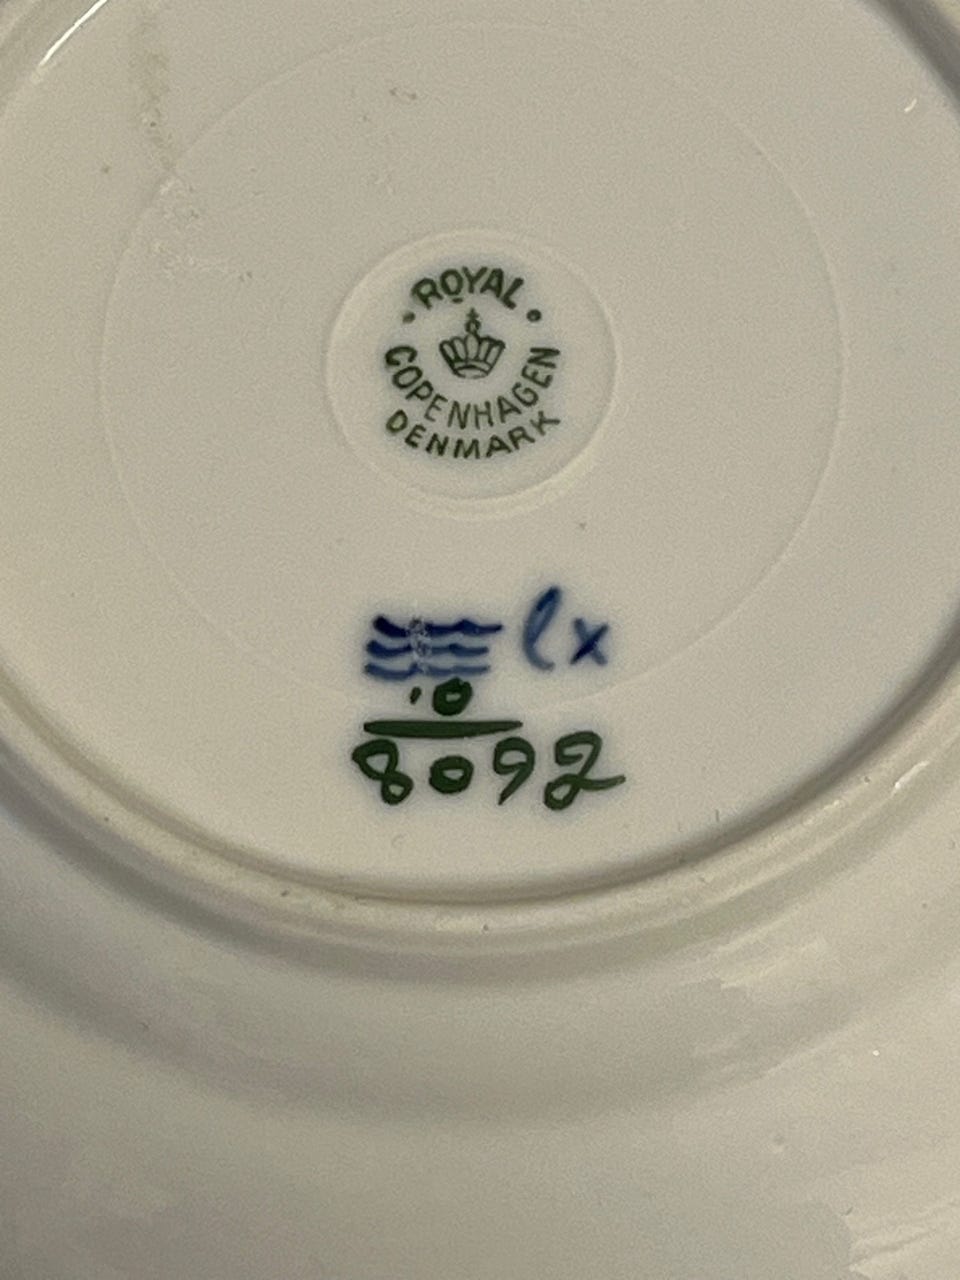 · ROYAL ·
COPENHAGEN
DENMARK
lx
10
8092